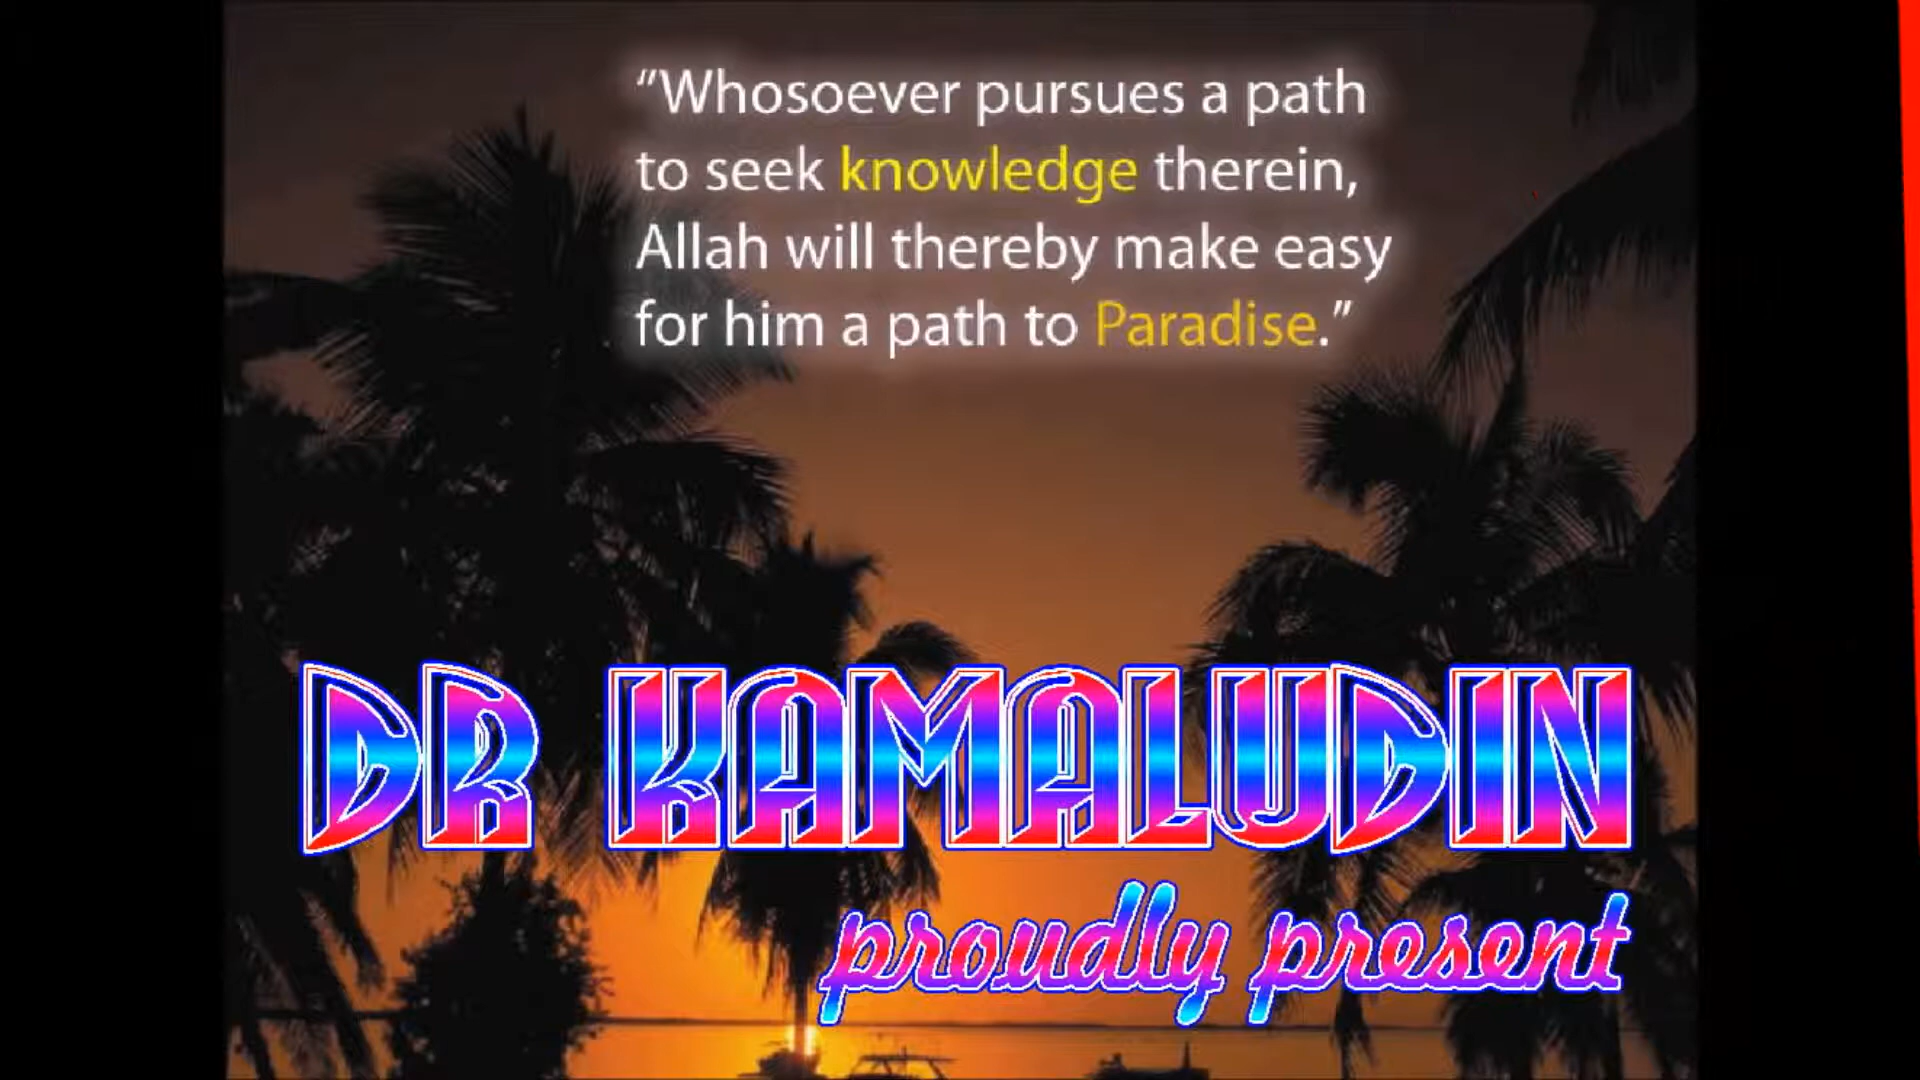 “Whosoever pursues a path
to seek knowledge therein,
Allah will thereby make easy
for him a path to Paradise.”
DR KAMALUDIN
proudly present